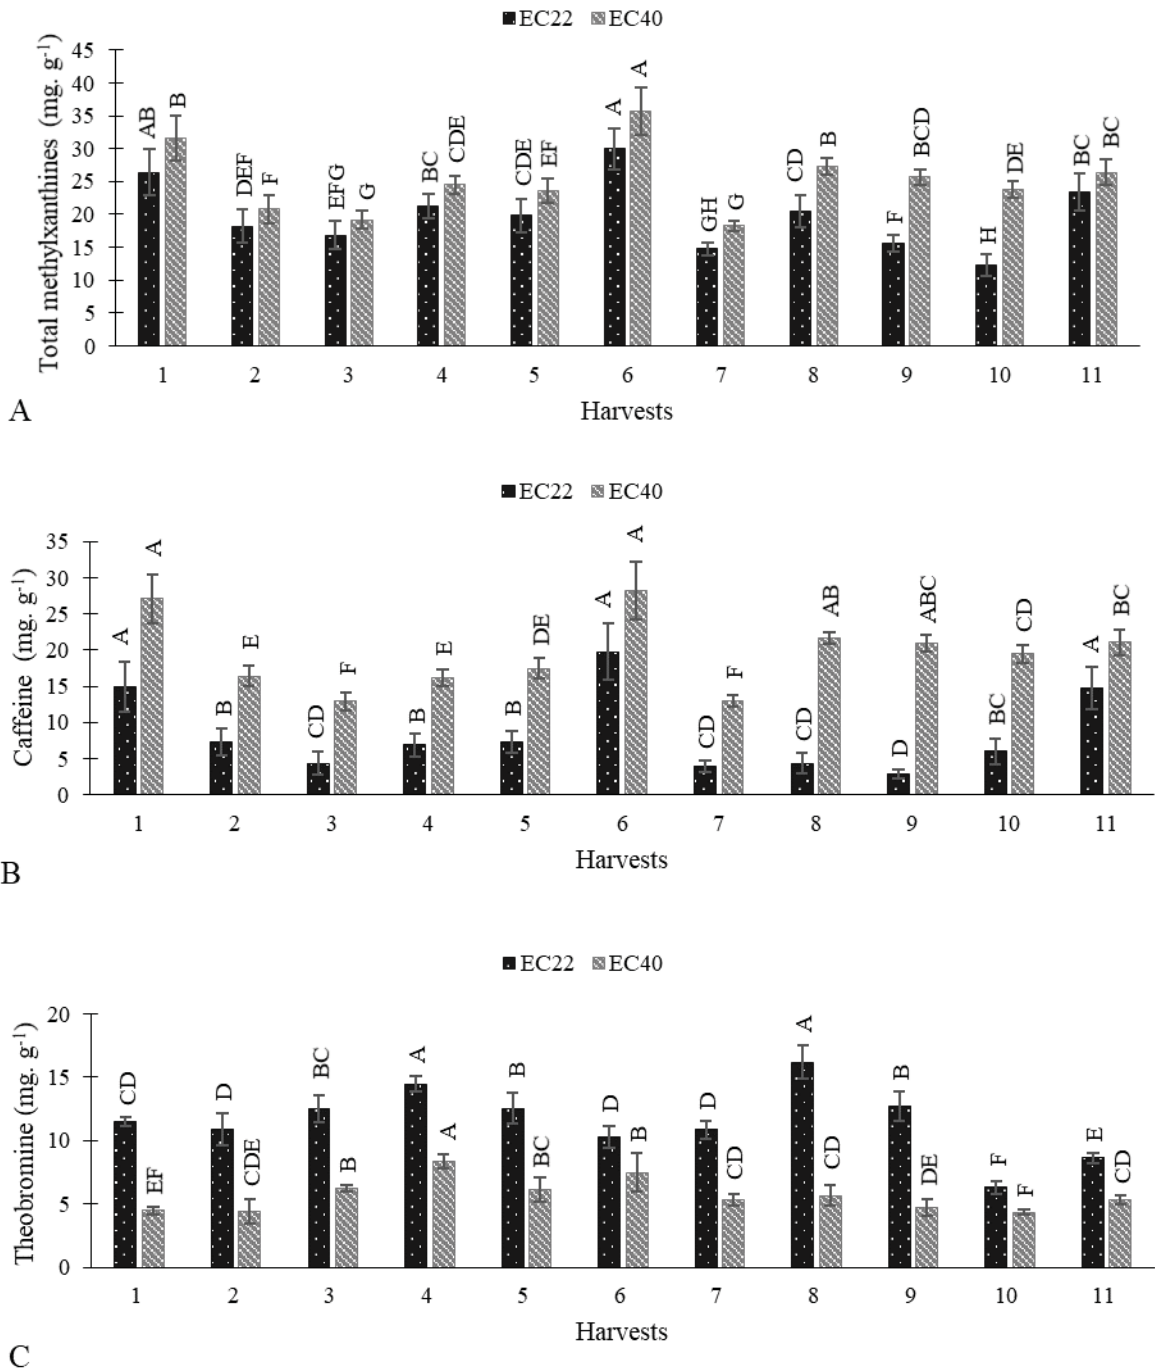 EC22 EC40
Total methylxanthines (mg. g-1)
45
40
35
30
25
20
15
10
5
0
AB B DEF F EFG G BC CDE CDE EF A A GH G CD B F BCD H DE BC BC
1 2 3 4 5 6 7 8 9 10 11
Harvests
A
EC22 EC40
Caffeine (mg. g-1)
35
30
25
20
15
10
5
0
A A B E CD F B E B DE A A CD F CD AB D ABC BC CD A BC
1 2 3 4 5 6 7 8 9 10 11
Harvests
B
EC22 EC40
Theobromine (mg. g-1)
20
15
10
5
0
CD EF D CDE BC B A A B BC D B D CD A CD B DE F F E CD
1 2 3 4 5 6 7 8 9 10 11
Harvests
C